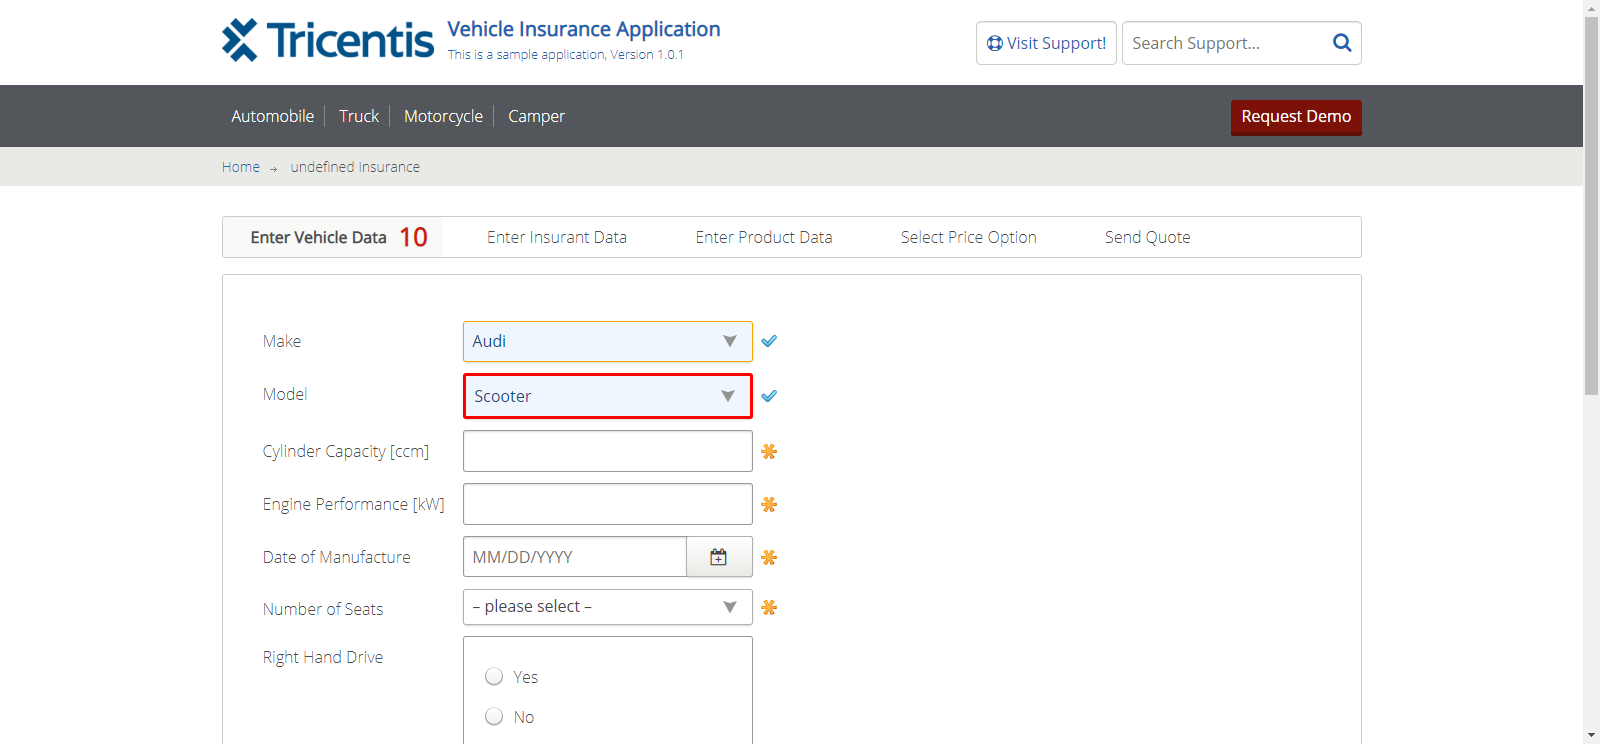 Tricentis
Vehicle Insurance Application
This is a sample application, Version 1.0.1
Visit Support!
Search Support...
Automobile
Truck
Motorcycle
Camper
Request Demo
Home → undefined Insurance
Enter Vehicle Data 10
Enter Insurant Data
Enter Product Data
Select Price Option
Send Quote
Make
Audi
Model
Scooter
Cylinder Capacity [ccm]
Engine Performance [kW]
Date of Manufacture
MM/DD/YYYY
Number of Seats
– please select –
Right Hand Drive
Yes
No